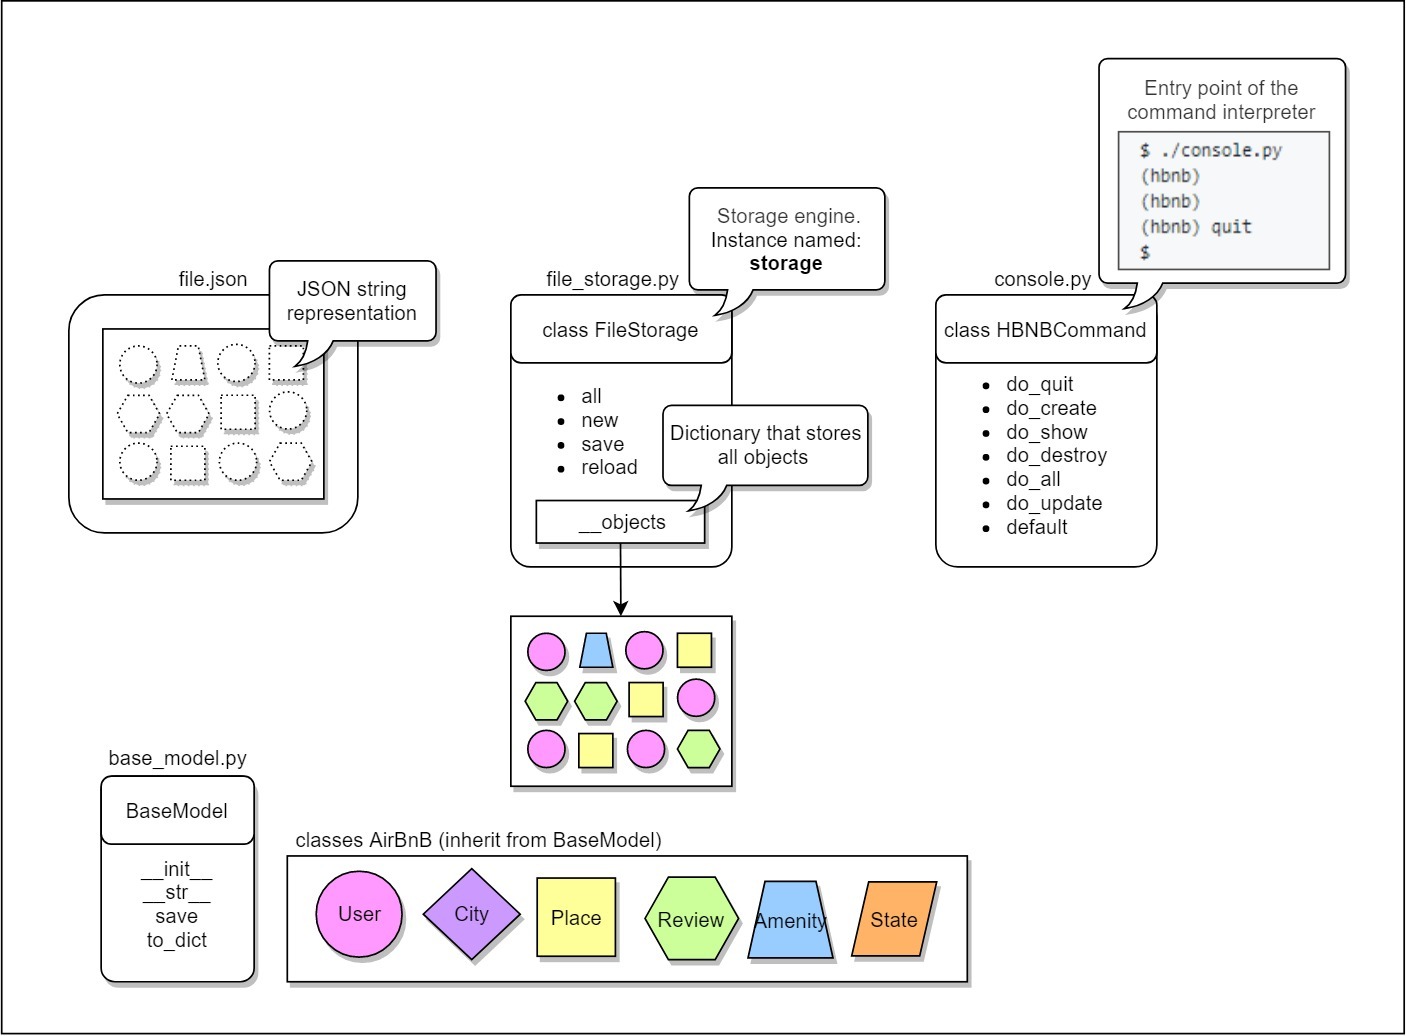 Entry point of the
command interpreter
$ ./console.py
(hbnb)
(hbnb)
(hbnb) quit
$
Storage engine.
Instance named:
storage
file.json
JSON string
representation
file_storage.py
class FileStorage
all
new
save
reload
Dictionary that stores
all objects
__objects
console.py
class HBNBCommand
do_quit
do_create
do_show
do_destroy
do_all
do_update
default
base_model.py
BaseModel
__init__
__str__
save
to_dict
classes AirBnB (inherit from BaseModel)
User
City
Place
Review
Amenity
State